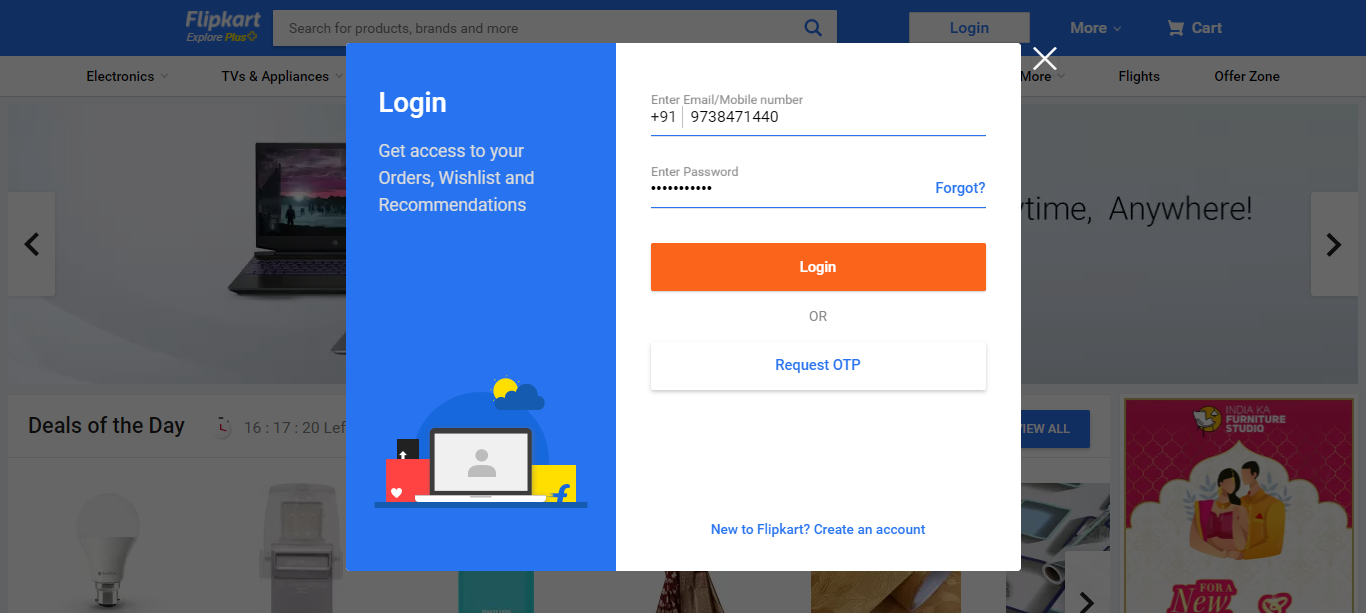 Flipkart
Explore Plus
Search for products, brands and more
Login
More
Cart
Electronics
TVs & Appliances
More
Flights
Offer Zone
Login
Get access to your
Orders, Wishlist and
Recommendations
Enter Email/Mobile number
+91 9738471440
Enter Password
Forgot?
Login
OR
Request OTP
New to Flipkart? Create an account
Anywhere!
Deals of the Day
16 : 17 : 20
VIEW ALL
INDIA KA
FURNITURE
STUDIO
FOR A
New